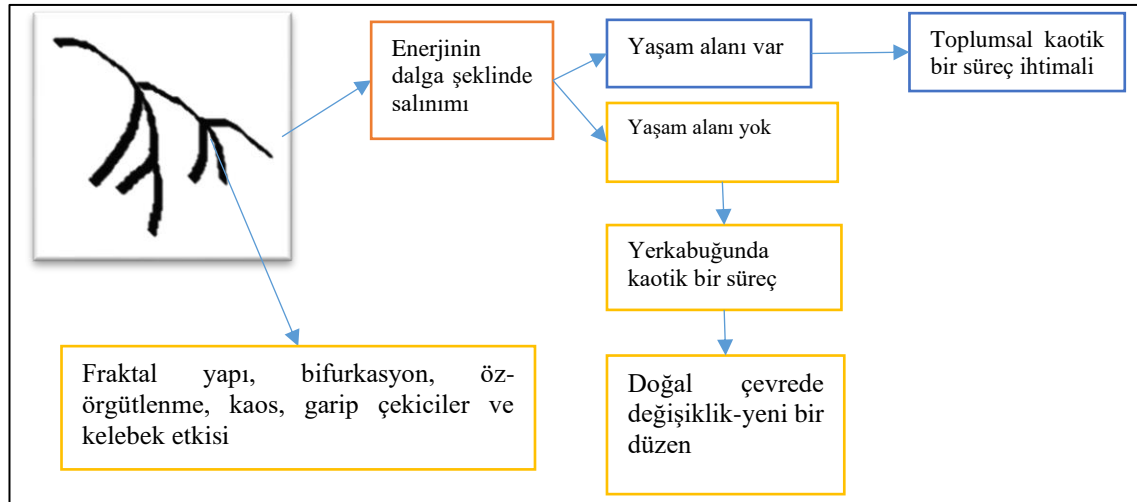 Enerjinin
dalga şeklinde
salınımı
Yaşam alanı var
Toplumsal kaotik
bir süreç ihtimali
Yaşam alanı yok
Yerkabuğunda
kaotik bir süreç
Fraktal yapı, bifurkasyon, öz-
örgütlenme, kaos, garip çekiciler ve
kelebek etkisi
Doğal çevrede
değişiklik-yeni bir
düzen